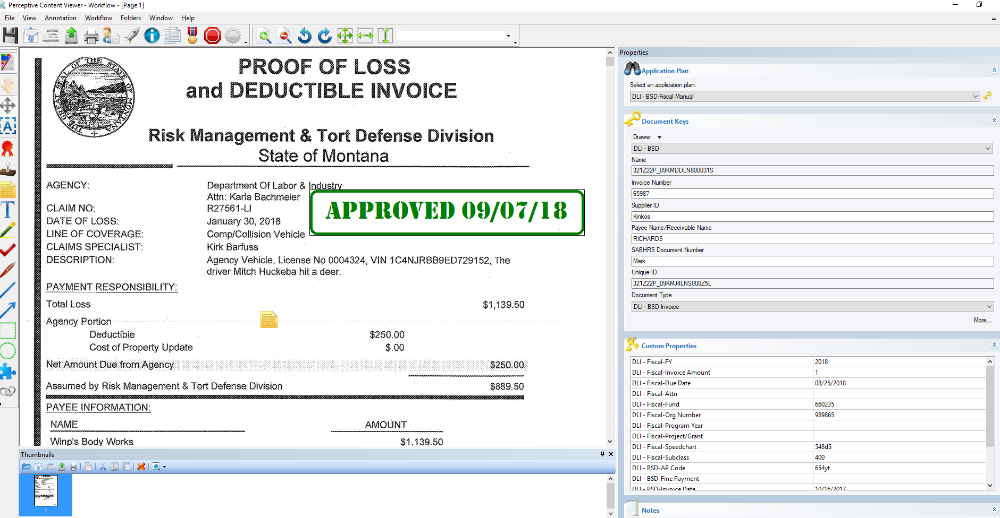 Perceptive Content Viewer - Workflow - [Page 1]
File View Annotation Workflow Folders Window Help
THE GREAT SEAL OF THE STATE OF MONTANA
PROOF OF LOSS
and DEDUCTIBLE INVOICE
Risk Management & Tort Defense Division
State of Montana
AGENCY: Department Of Labor & Industry
Attn: Karla Bachmeier
CLAIM NO: R27561-LI
APPROVED 09/07/18
DATE OF LOSS: January 30, 2018
LINE OF COVERAGE: Comp/Collision Vehicle
CLAIMS SPECIALIST: Kirk Barfuss
DESCRIPTION: Agency Vehicle, License No 0004324, VIN 1C4NJRBB9ED729152, The
driver Mitch Huckeba hit a deer.
PAYMENT RESPONSIBILITY:
Total Loss $1,139.50
Agency Portion
Deductible $250.00
Cost of Property Update $.00
Net Amount Due from Agency $250.00
Assumed by Risk Management & Tort Defense Division $889.50
PAYEE INFORMATION:
NAME AMOUNT
Winp's Body Works $1,139.50
Thumbnails
1
Properties
Application Plan
Select an application plan:
DLI - BSD-Fiscal Manual
Document Keys
Drawer
DLI - BSD
Name
321Z22P_09KMDDLN800031S
Invoice Number
65987
Supplier ID
Kinkos
Payee Name/Receivable Name
RICHARDS
SABHRS Document Number
Mark
Unique ID
321Z22P_09KMJ4LNS000Z5L
Document Type
DLI - BSD-Invoice
More...
Custom Properties
DLI - Fiscal-FY 2018
DLI - Fiscal-Invoice Amount 1
DLI - Fiscal-Due Date 08/25/2018
DLI - Fiscal-Attn
DLI - Fiscal-Fund 660235
DLI - Fiscal-Org Number 989865
DLI - Fiscal-Program Year
DLI - Fiscal-Project/Grant
DLI - Fiscal-Speedchart 548d5
DLI - Fiscal-Subclass 400
DLI - BSD-AP Code 654yt
DLI - BSD-Fine Payment
DLI - BSD-Invoice Date 10/16/2017
Notes